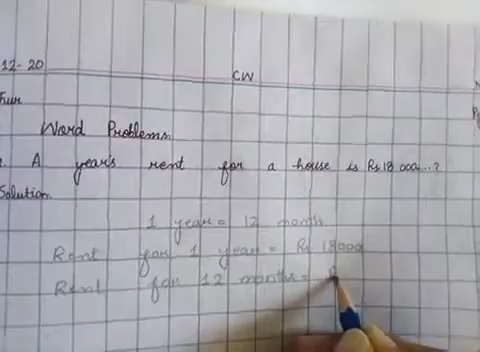 12-20
CW
Word Problems.
. A year's rent for a house is Rs 18 000...?
Solution.
1 year = 12 month
Rent for 1 year = Rs 18000
Rent for 12 months =